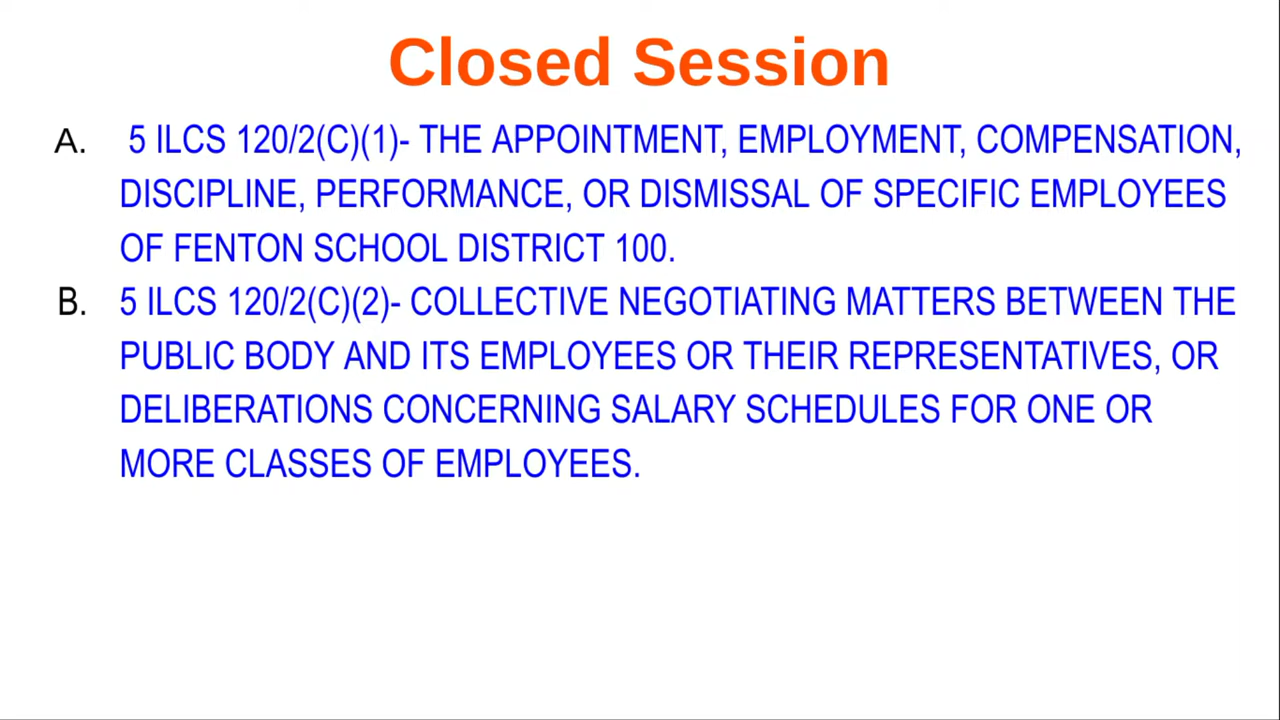 Closed Session
A. 5 ILCS 120/2(C)(1)- THE APPOINTMENT, EMPLOYMENT, COMPENSATION,
DISCIPLINE, PERFORMANCE, OR DISMISSAL OF SPECIFIC EMPLOYEES
OF FENTON SCHOOL DISTRICT 100.
B. 5 ILCS 120/2(C)(2)- COLLECTIVE NEGOTIATING MATTERS BETWEEN THE
PUBLIC BODY AND ITS EMPLOYEES OR THEIR REPRESENTATIVES, OR
DELIBERATIONS CONCERNING SALARY SCHEDULES FOR ONE OR
MORE CLASSES OF EMPLOYEES.